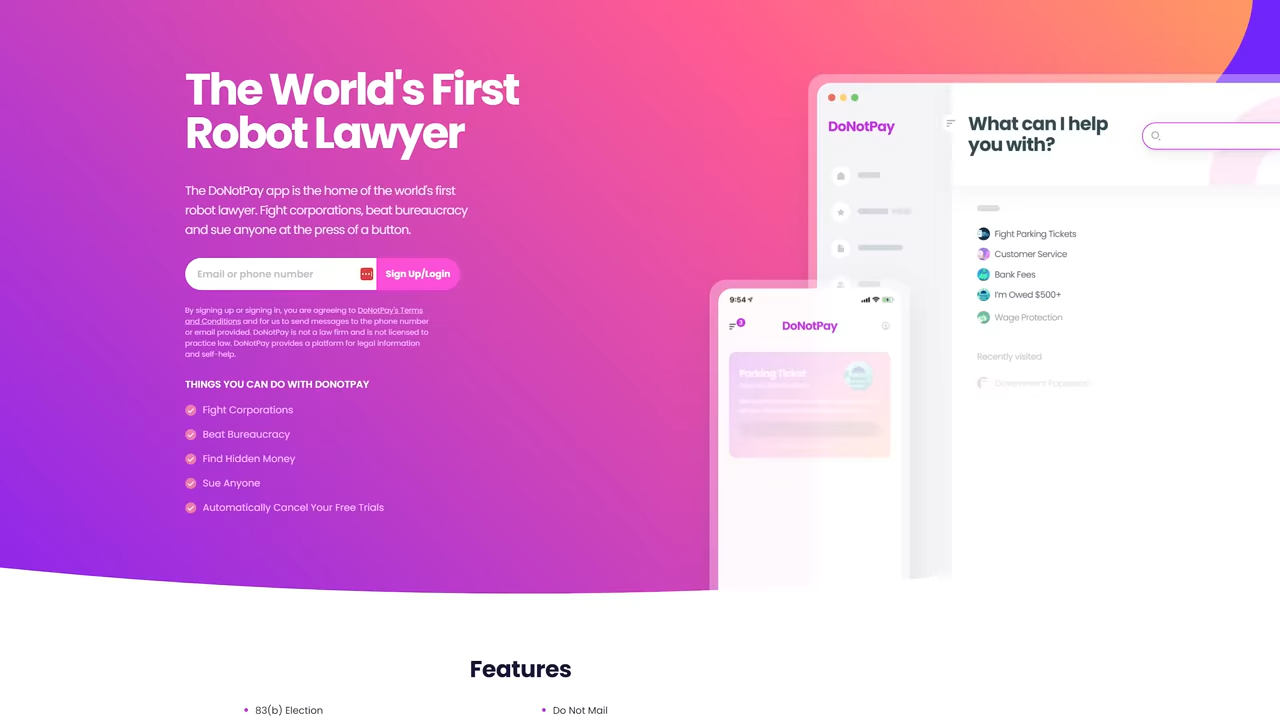 The World's First
Robot Lawyer
The DoNotPay app is the home of the world's first
robot lawyer. Fight corporations, beat bureaucracy
and sue anyone at the press of a button.
Email or phone number
Sign Up/Login
By signing up or signing in, you are agreeing to DoNotPay's Terms
and Conditions and for us to send messages to the phone number
or email provided. DoNotPay is not a law firm and is not licensed to
practice law. DoNotPay provides a platform for legal information
and self-help.
THINGS YOU CAN DO WITH DONOTPAY
Fight Corporations
Beat Bureaucracy
Find Hidden Money
Sue Anyone
Automatically Cancel Your Free Trials
DoNotPay
What can I help
you with?
Fight Parking Tickets
Customer Service
Bank Fees
I'm Owed $500+
Wage Protection
Recently visited
9:54
DoNotPay
Parking Ticket
Features
83(b) Election
Do Not Mail